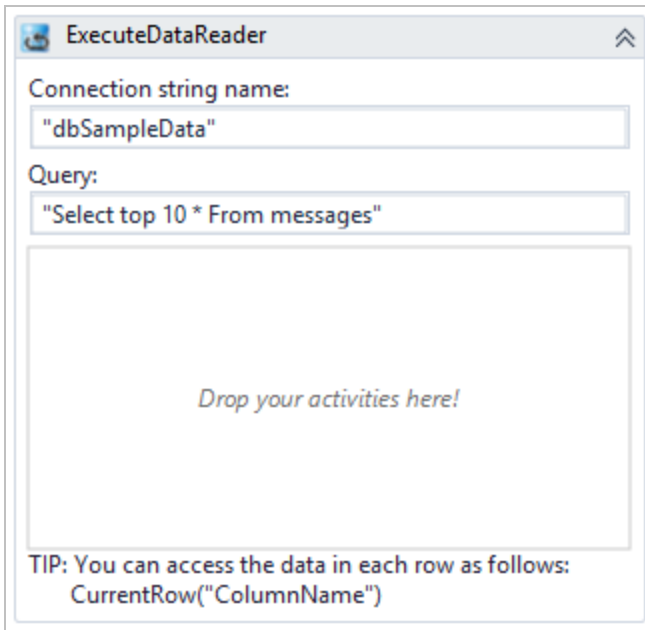 ExecuteDataReader
Connection string name:
"dbSampleData"
Query:
"Select top 10 * From messages"
Drop your activities here!
TIP: You can access the data in each row as follows:
CurrentRow("ColumnName")